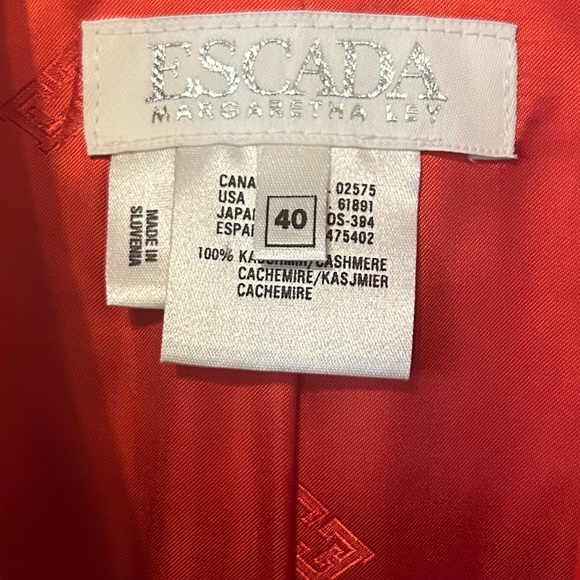 ESCADA
MARGARETHA LEY
MADE IN
SLOVENIA
40
CANA 02575
USA 61891
JAPA OS-394
ESPA 475402
100% KASCHMIR/CASHMERE
CACHEMIRE/KASJMIER
CACHEMIRE